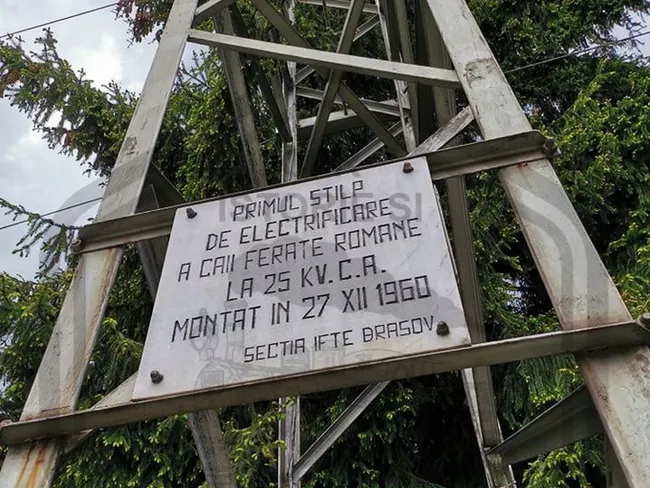 PRIMUL STILP
DE ELECTRIFICARE
A CAII FERATE ROMANE
LA 25 KV. C.A.
MONTAT IN 27 XII 1960
SECTIA IFTE BRASOV